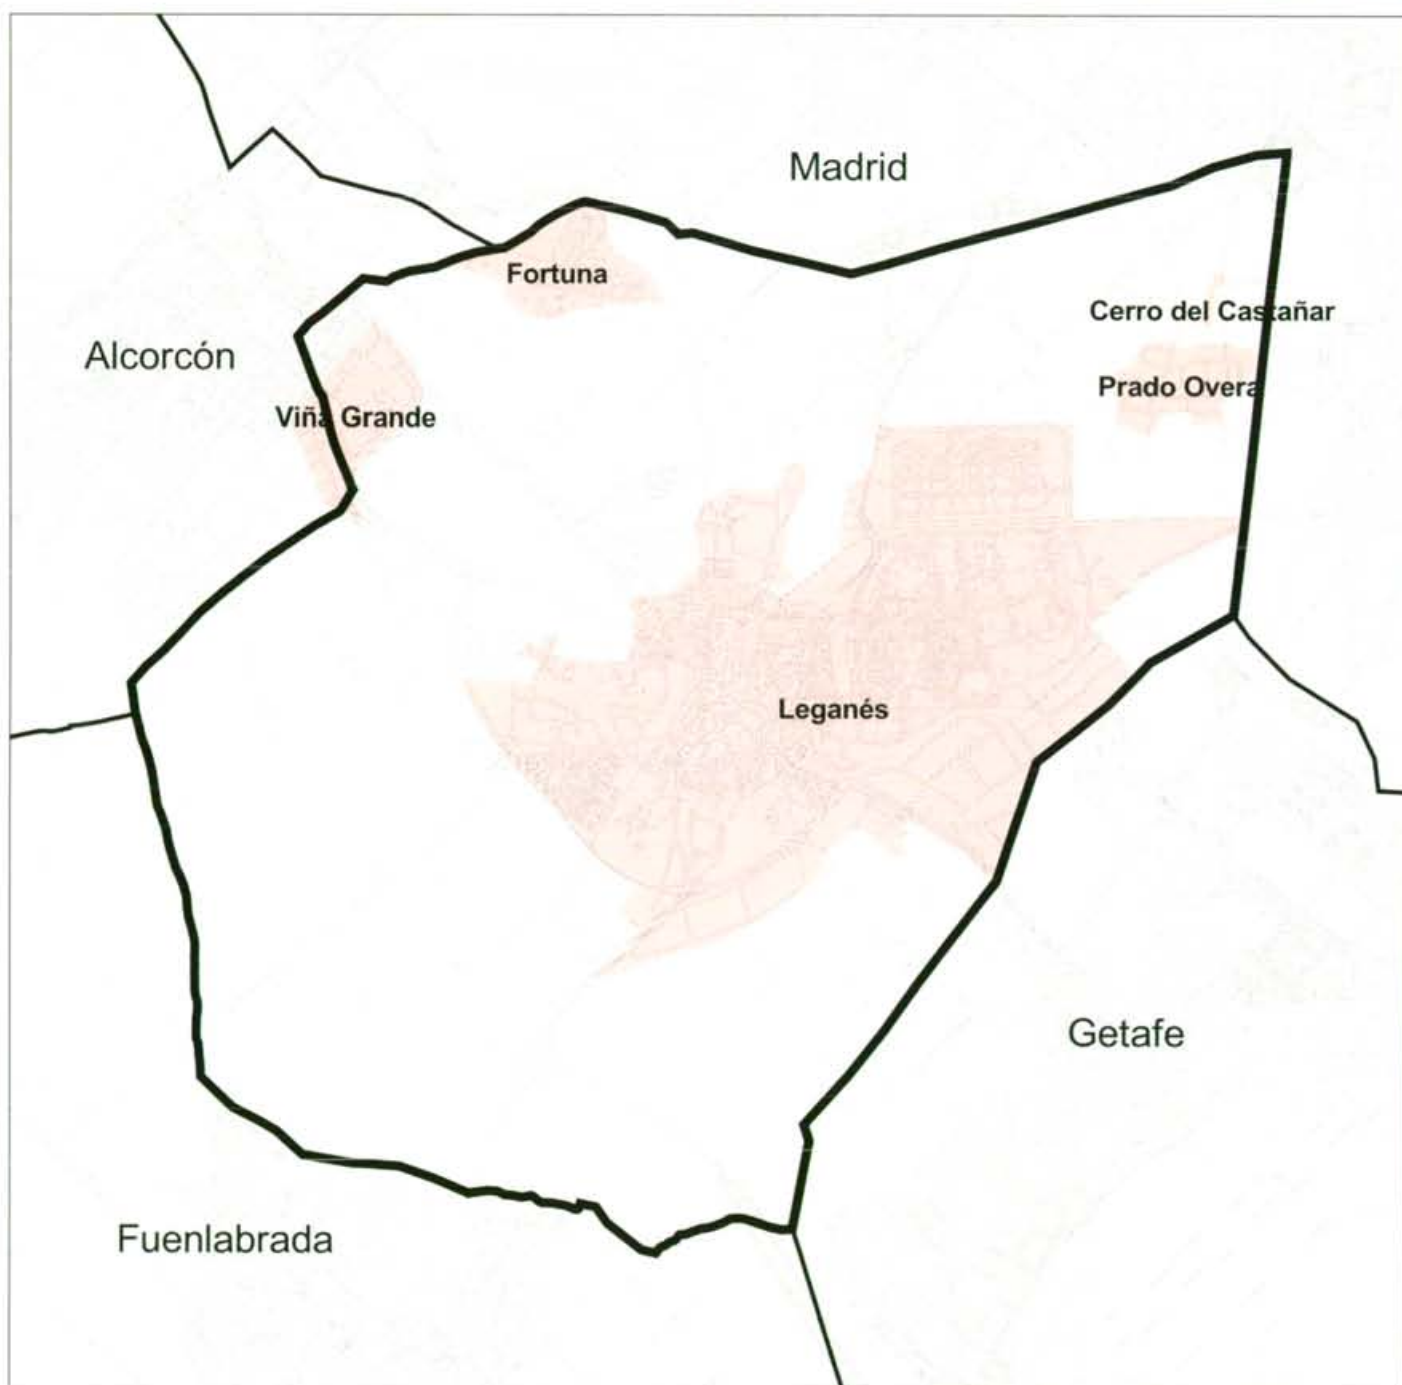 Madrid
Fortuna
Cerro del Castañar
Alcorcón
Prado Overa
Viña Grande
Leganés
Getafe
Fuenlabrada